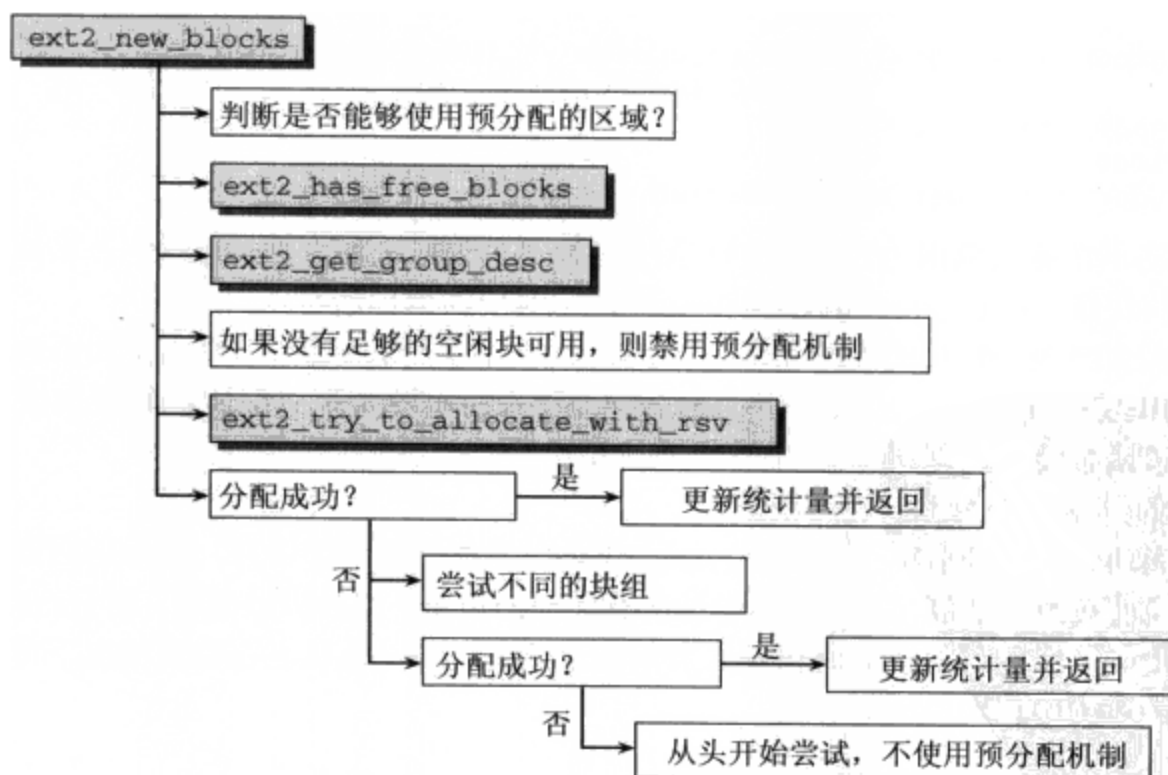 ext2_new_blocks
判断是否能够使用预分配的区域？
ext2_has_free_blocks
ext2_get_group_desc
如果没有足够的空闲块可用，则禁用预分配机制
ext2_try_to_allocate_with_rsv
分配成功？
是
更新统计量并返回
否
尝试不同的块组
分配成功？
是
更新统计量并返回
否
从头开始尝试，不使用预分配机制